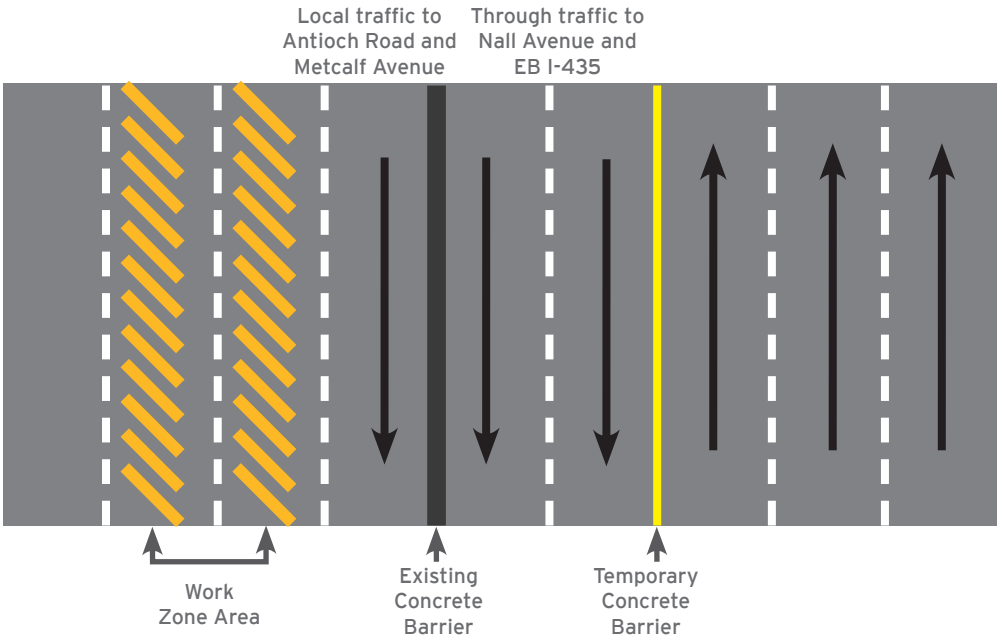 Local traffic to
Antioch Road and
Metcalf Avenue
Through traffic to
Nall Avenue and
EB I-435
Work
Zone Area
Existing
Concrete
Barrier
Temporary
Concrete
Barrier